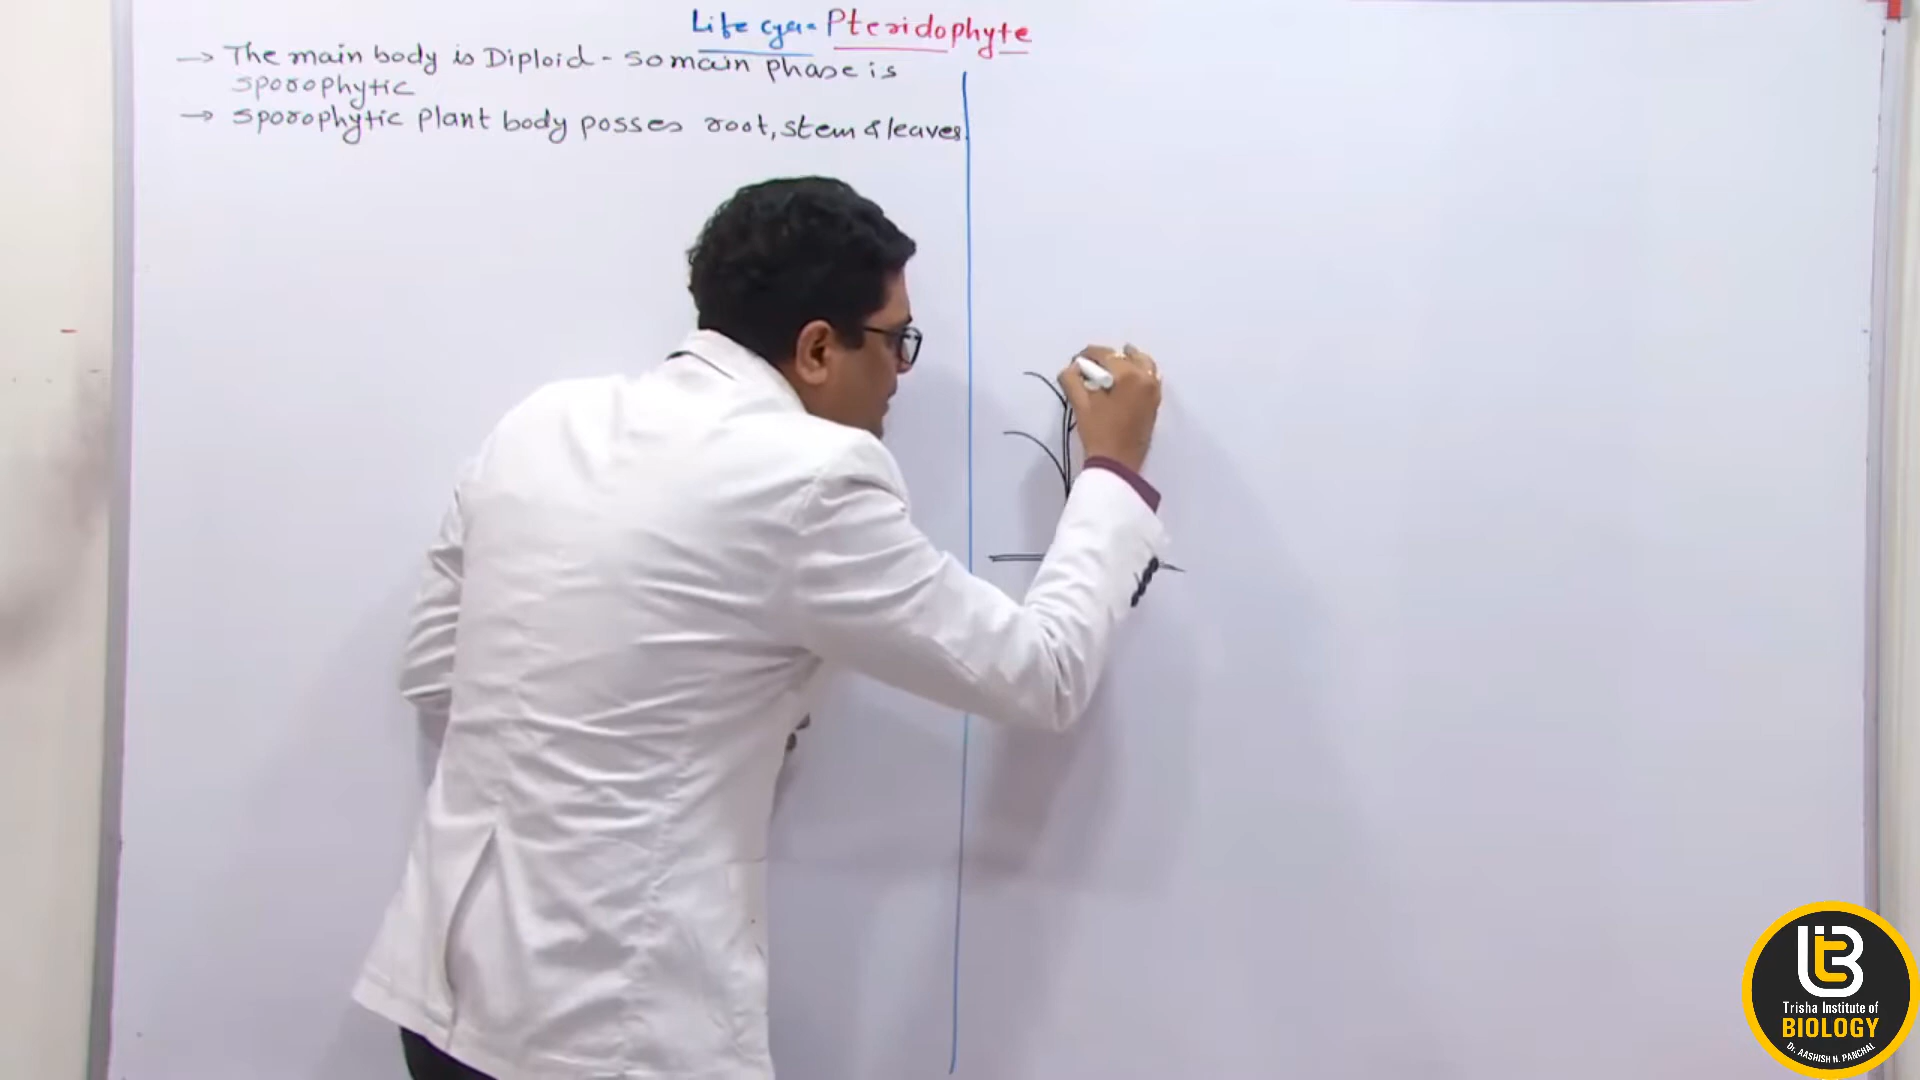 Life cycle Pteridophyte
→ The main body is Diploid - so main phase is
sporophytic
→ sporophytic plant body posses root, stem & leaves.
LTB
Trisha Institute of
BIOLOGY
Dr. AASHISH N. PANCHAL